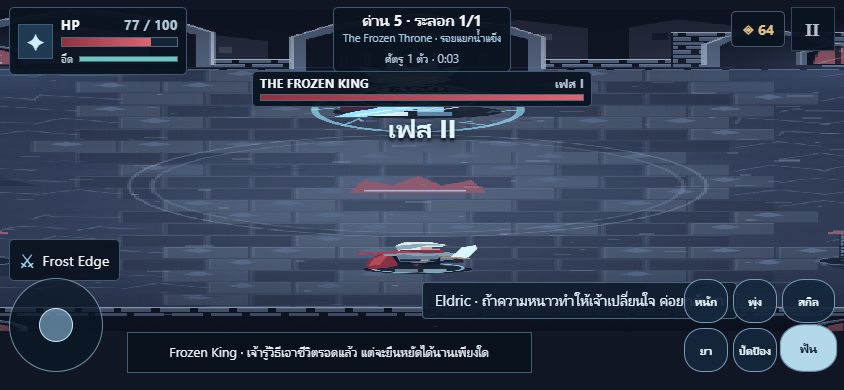 HP 77 / 100
อึด
ด่าน 5 · ระลอก 1/1
The Frozen Throne · รอยแยกน้ำแข็ง
ศัตรู 1 ตัว · 0:03
64
II
THE FROZEN KING เฟส I
เฟส II
Frost Edge
Eldric · ถ้าความหนาวทำให้เจ้าเปลี่ยนใจ ค่อย
หนัก พุ่ง สกิล
Frozen King · เจ้ารู้วิธีเอาชีวิตรอดแล้ว แต่จะยืนหยัดได้นานเพียงใด
ยา ปัดป้อง ฟัน